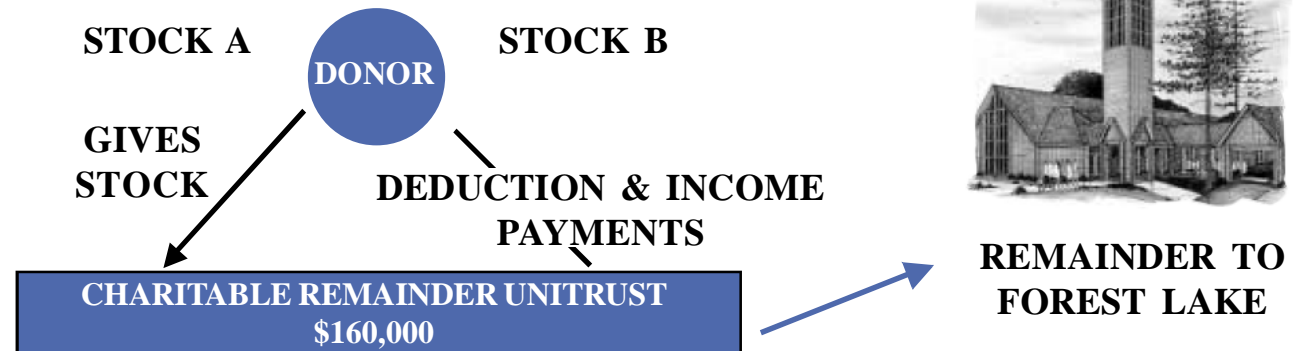 STOCK A
DONOR
STOCK B
GIVES
STOCK
DEDUCTION & INCOME
PAYMENTS
CHARITABLE REMAINDER UNITRUST
$160,000
REMAINDER TO
FOREST LAKE